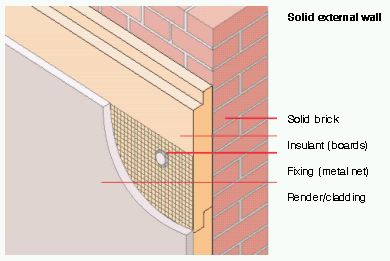 Solid external wall
Solid brick
Insulant (boards)
Fixing (metal net)
Render/cladding